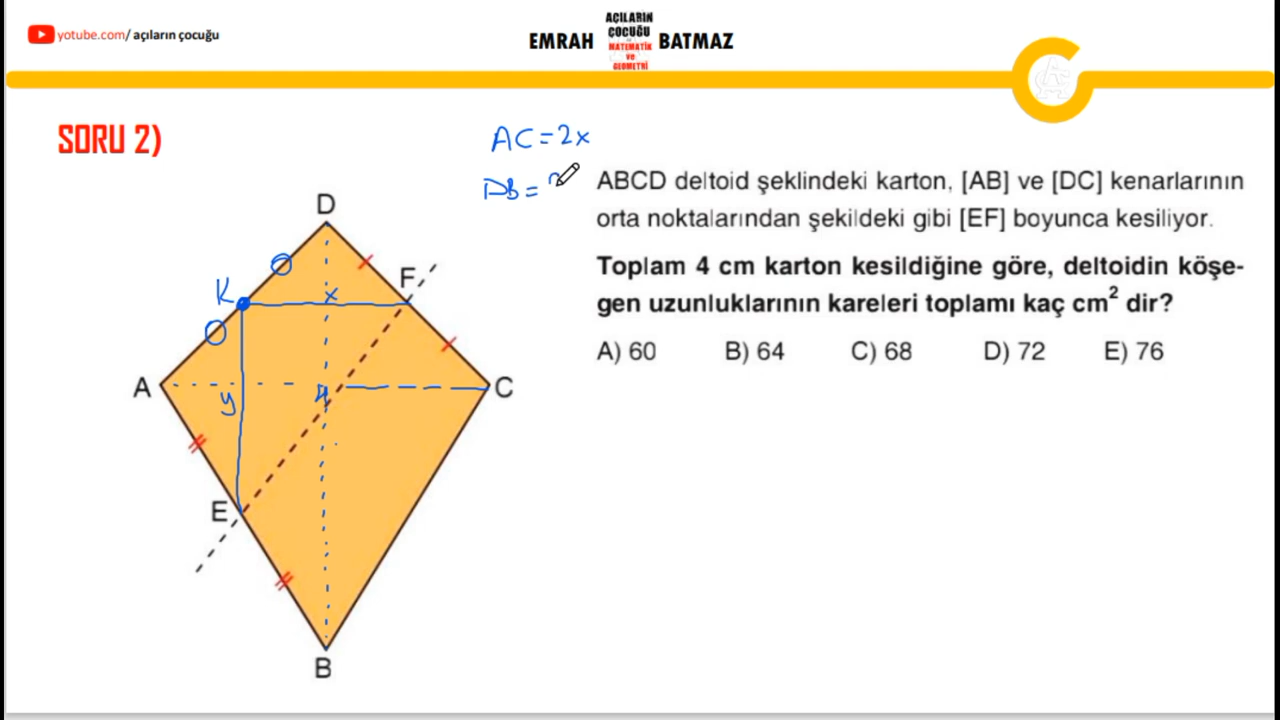 yotube.com/ açıların çocuğu
EMRAH
AÇILARIN
ÇOCUĞU
MATEMATİK
ve
GEOMETRİ
BATMAZ
SORU 2)
AC = 2x
DB =
ABCD deltoid şeklindeki karton, [AB] ve [DC] kenarlarının
orta noktalarından şekildeki gibi [EF] boyunca kesiliyor.
Toplam 4 cm karton kesildiğine göre, deltoidin köşe-
gen uzunluklarının kareleri toplamı kaç cm² dir?
A) 60 B) 64 C) 68 D) 72 E) 76
D
F
K
x
A
y
4
C
E
B